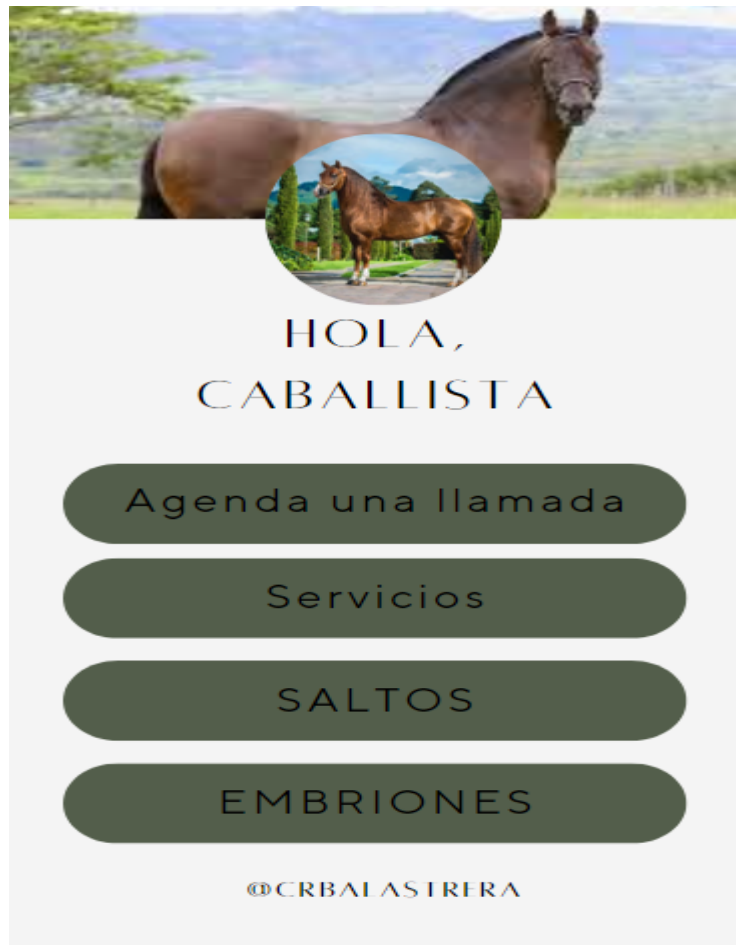 HOLA,
CABALLISTA
Agenda una llamada
Servicios
SALTOS
EMBRIONES
@CRBALASTRERA